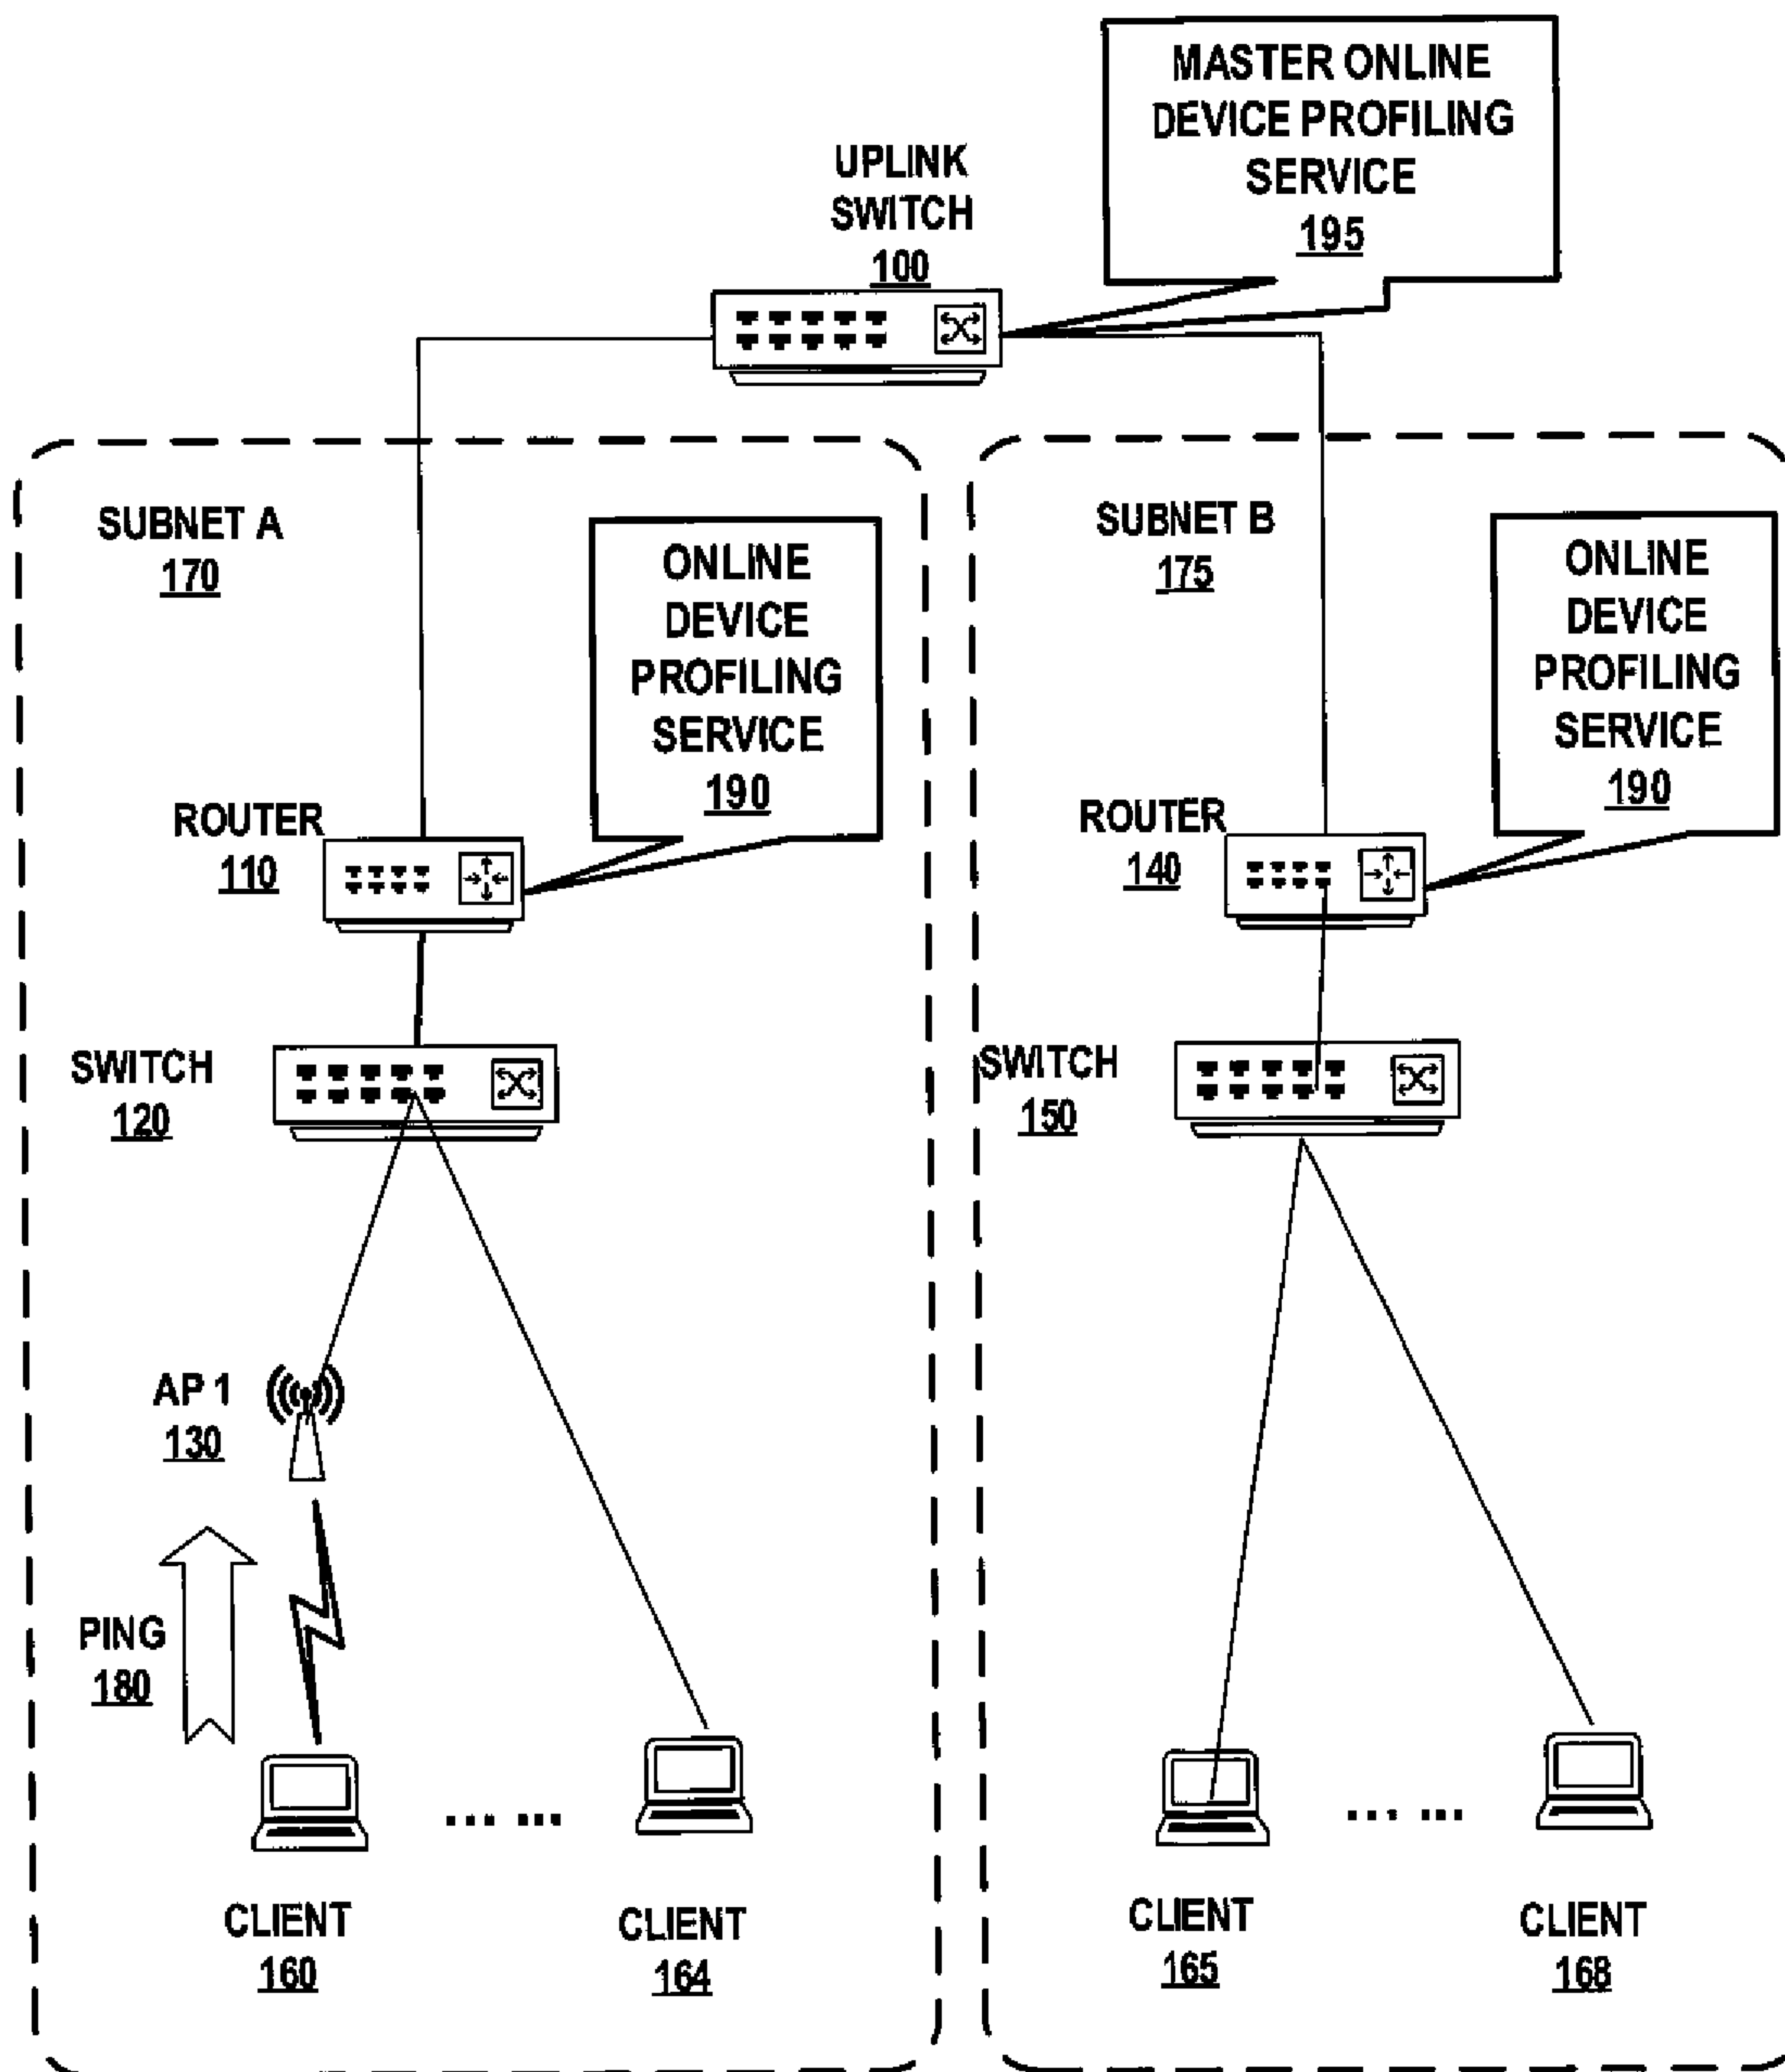 MASTER ONLINE
DEVICE PROFILING
SERVICE
195
UPLINK
SWITCH
100
SUBNET A
170
ONLINE
DEVICE
PROFILING
SERVICE
190
SUBNET B
175
ONLINE
DEVICE
PROFILING
SERVICE
190
ROUTER
110
ROUTER
140
SWITCH
120
SWITCH
150
AP 1
130
PING
180
CLIENT
160
CLIENT
164
CLIENT
165
CLIENT
168